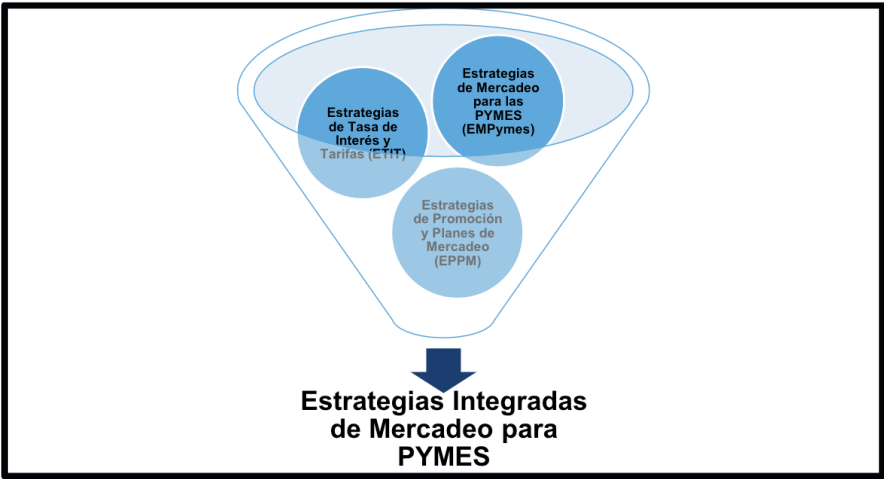 Estrategias
de Mercadeo
para las
PYMES
(EMPymes)
Estrategias
de Tasa de
Interés y
Tarifas (ETIT)
Estrategias
de Promoción
y Planes de
Mercadeo
(EPPM)
Estrategias Integradas
de Mercadeo para
PYMES